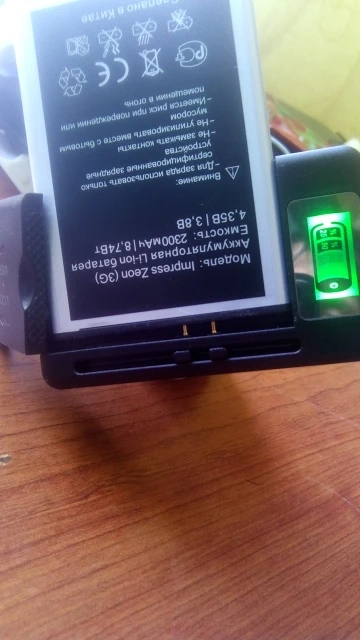 Модель: Impress Zeon (3G)
Аккумуляторная Li-ion батарея
Емкость: 2300мАч | 8,74Вт
4,35В | 3,8В
Внимание:
-Для заряда использовать только
сертифицированные зарядные
устройства
-Не замыкать контакты
-Не утилизировать вместе с бытовым
мусором
-Имеется риск при повреждении или
помещении в огонь
Сделано в Китае